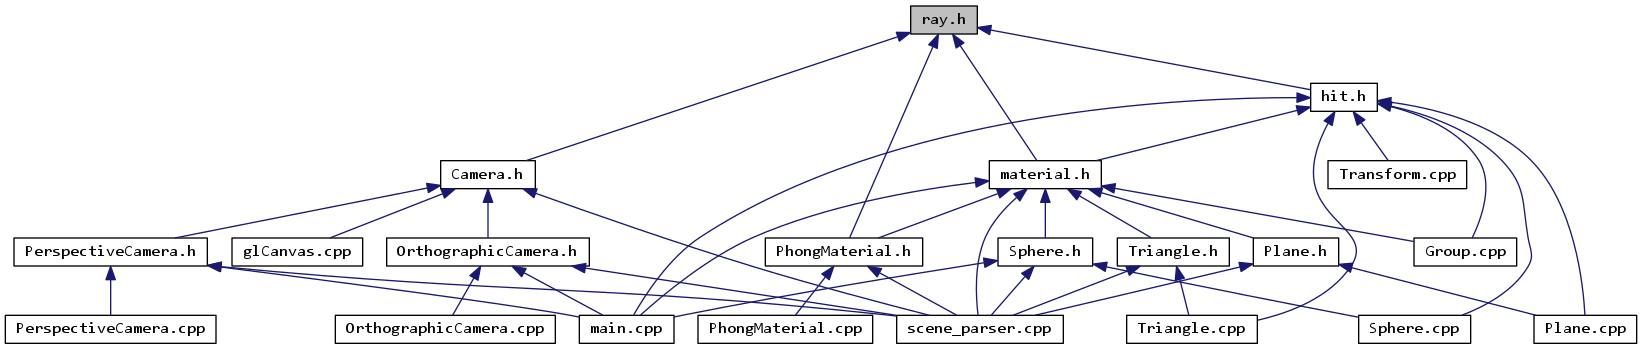 ray.h
hit.h
Camera.h
material.h
Transform.cpp
PerspectiveCamera.h
glCanvas.cpp
OrthographicCamera.h
PhongMaterial.h
Sphere.h
Triangle.h
Plane.h
Group.cpp
PerspectiveCamera.cpp
OrthographicCamera.cpp
main.cpp
PhongMaterial.cpp
scene_parser.cpp
Triangle.cpp
Sphere.cpp
Plane.cpp